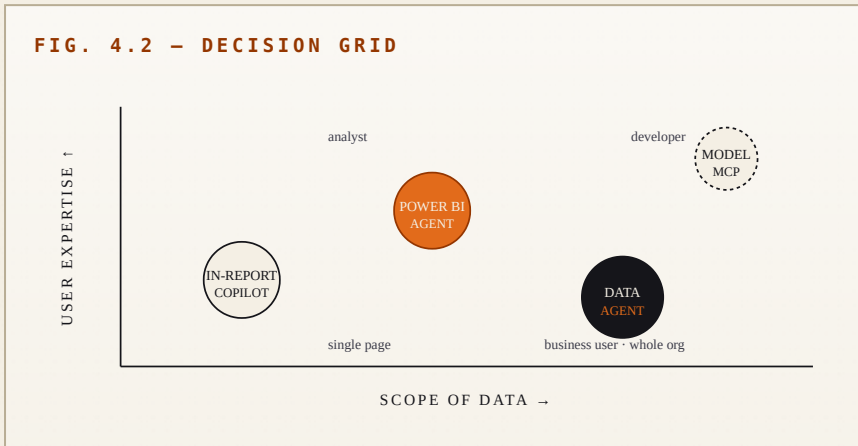 FIG. 4.2 — DECISION GRID
analyst
developer
MODEL
MCP
POWER BI
AGENT
USER EXPERTISE ↑
IN-REPORT
COPILOT
DATA
AGENT
single page
business user · whole org
SCOPE OF DATA →